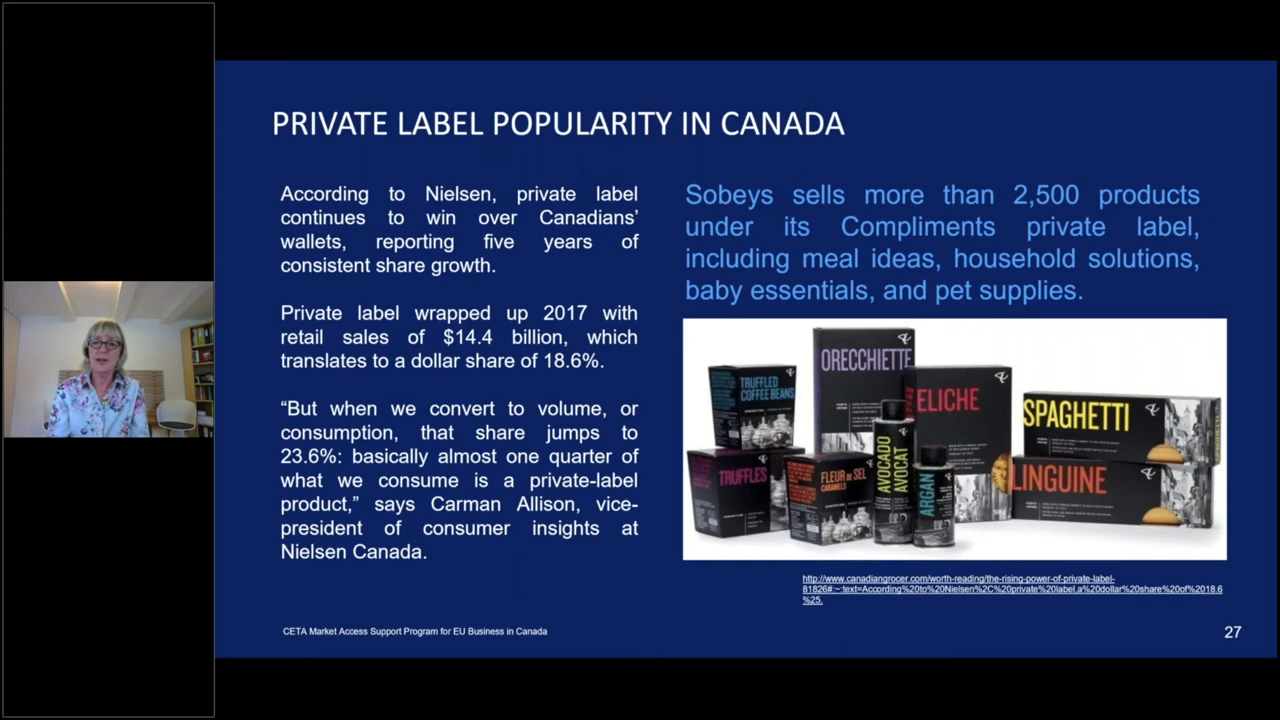 PRIVATE LABEL POPULARITY IN CANADA
According to Nielsen, private label
continues to win over Canadians’
wallets, reporting five years of
consistent share growth.
Private label wrapped up 2017 with
retail sales of $14.4 billion, which
translates to a dollar share of 18.6%.
“But when we convert to volume, or
consumption, that share jumps to
23.6%: basically almost one quarter of
what we consume is a private-label
product,” says Carman Allison, vice-
president of consumer insights at
Nielsen Canada.
Sobeys sells more than 2,500 products
under its Compliments private label,
including meal ideas, household solutions,
baby essentials, and pet supplies.
ORECCHIETTE
TRUFFLED
COFFEE BEANS
ELICHE
SPAGHETTI
TRUFFLES
FLEUR DE SEL
CARAMELS
AVOCADO
AVOCAT
ARGAN
LINGUINE
http://www.canadiangrocer.com/worth-reading/the-rising-power-of-private-label-
81826#:~:text=According%20to%20Nielsen%2C%20private%20label,a%20dollar%20share%20of%2018.6
%25.
CETA Market Access Support Program for EU Business in Canada
27